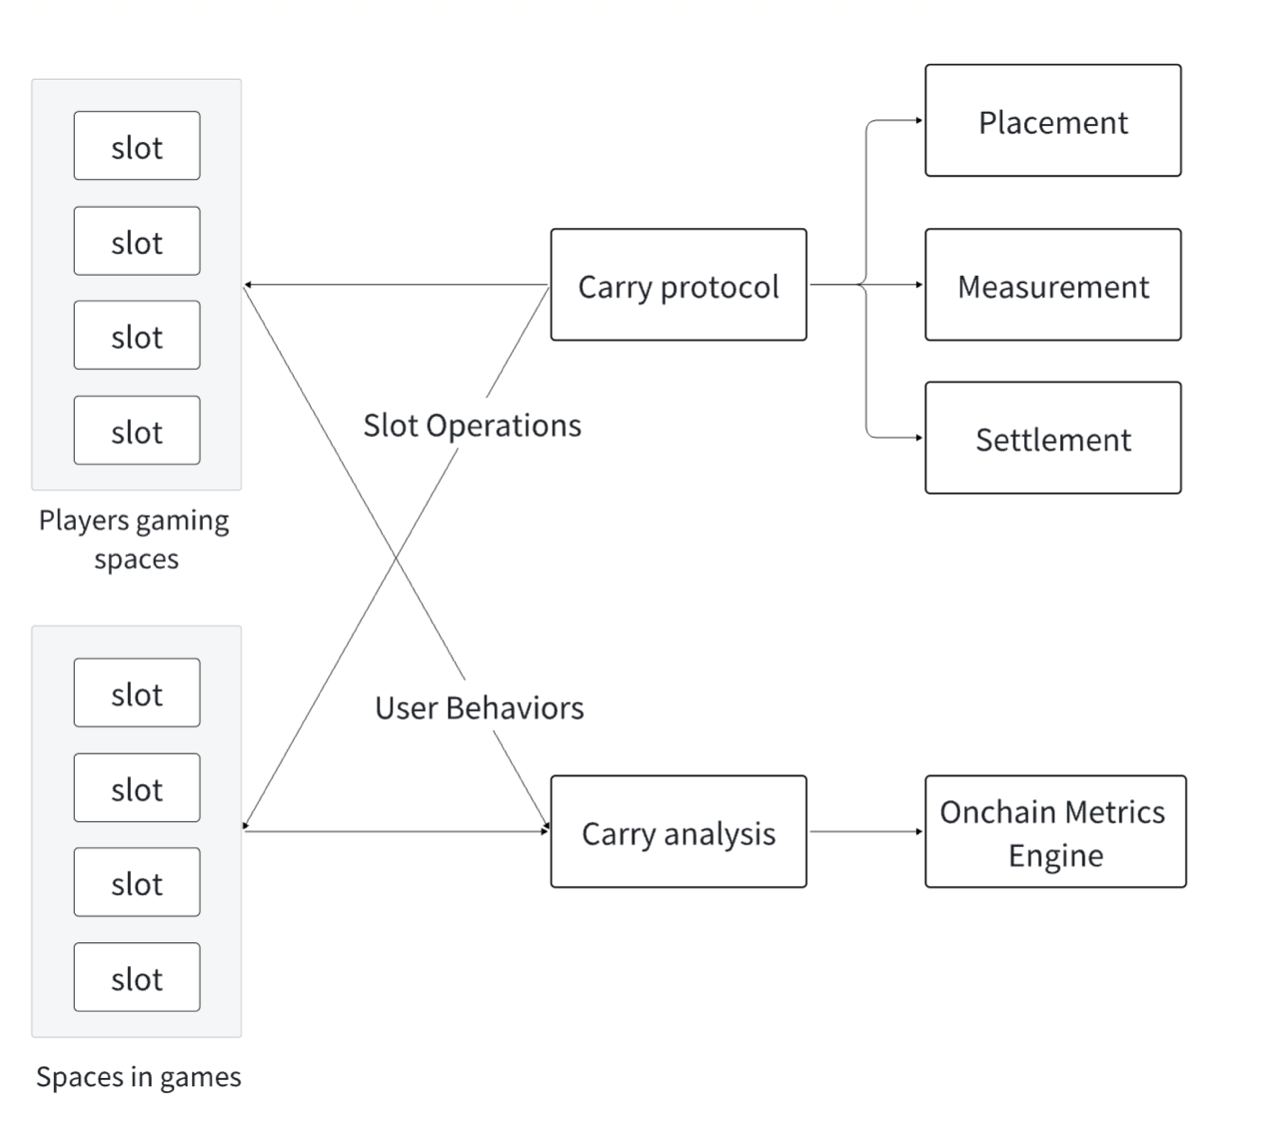 slot
slot
slot
slot
Players gaming
spaces
slot
slot
slot
slot
Spaces in games
Carry protocol
Slot Operations
User Behaviors
Carry analysis
Placement
Measurement
Settlement
Onchain Metrics
Engine